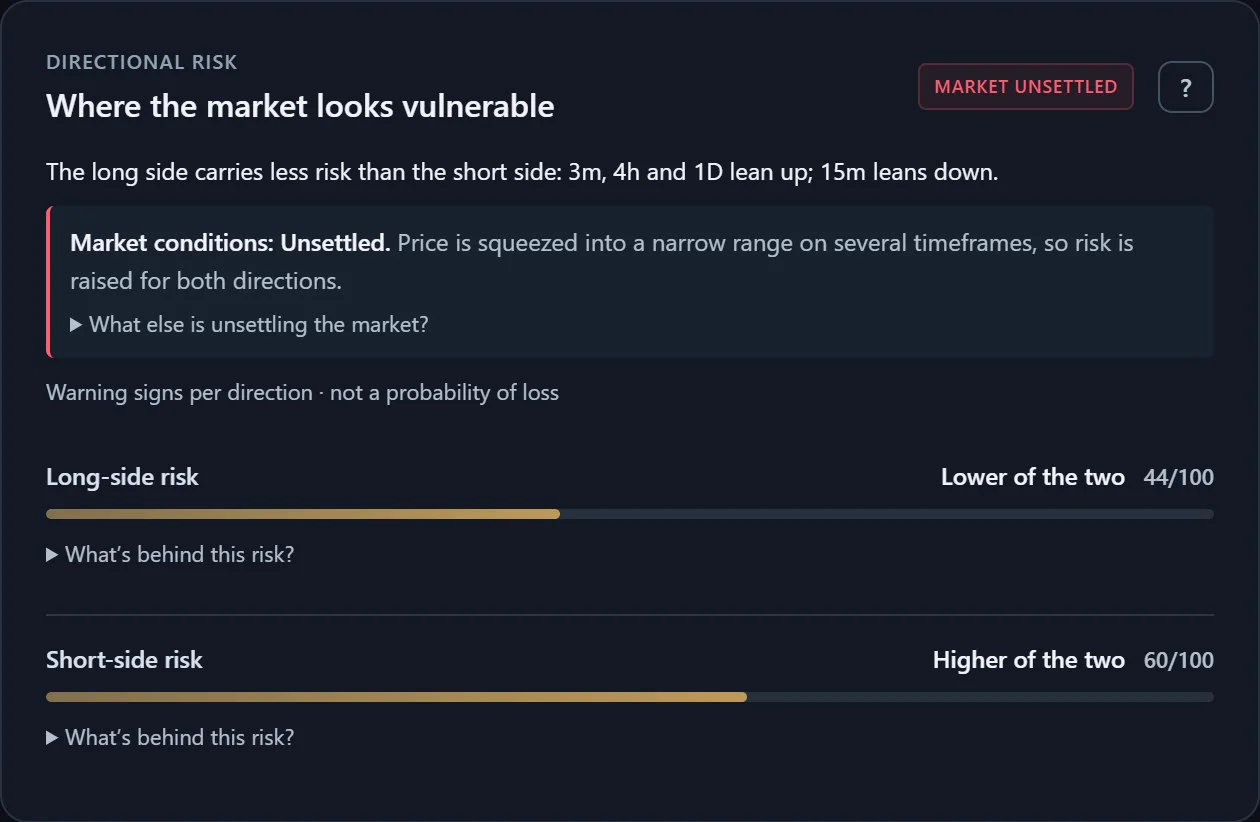 DIRECTIONAL RISK
Where the market looks vulnerable
MARKET UNSETTLED
?
The long side carries less risk than the short side: 3m, 4h and 1D lean up; 15m leans down.
Market conditions: Unsettled. Price is squeezed into a narrow range on several timeframes, so risk is
raised for both directions.
▶ What else is unsettling the market?
Warning signs per direction · not a probability of loss
Long-side risk
Lower of the two 44/100
▶ What’s behind this risk?
Short-side risk
Higher of the two 60/100
▶ What’s behind this risk?